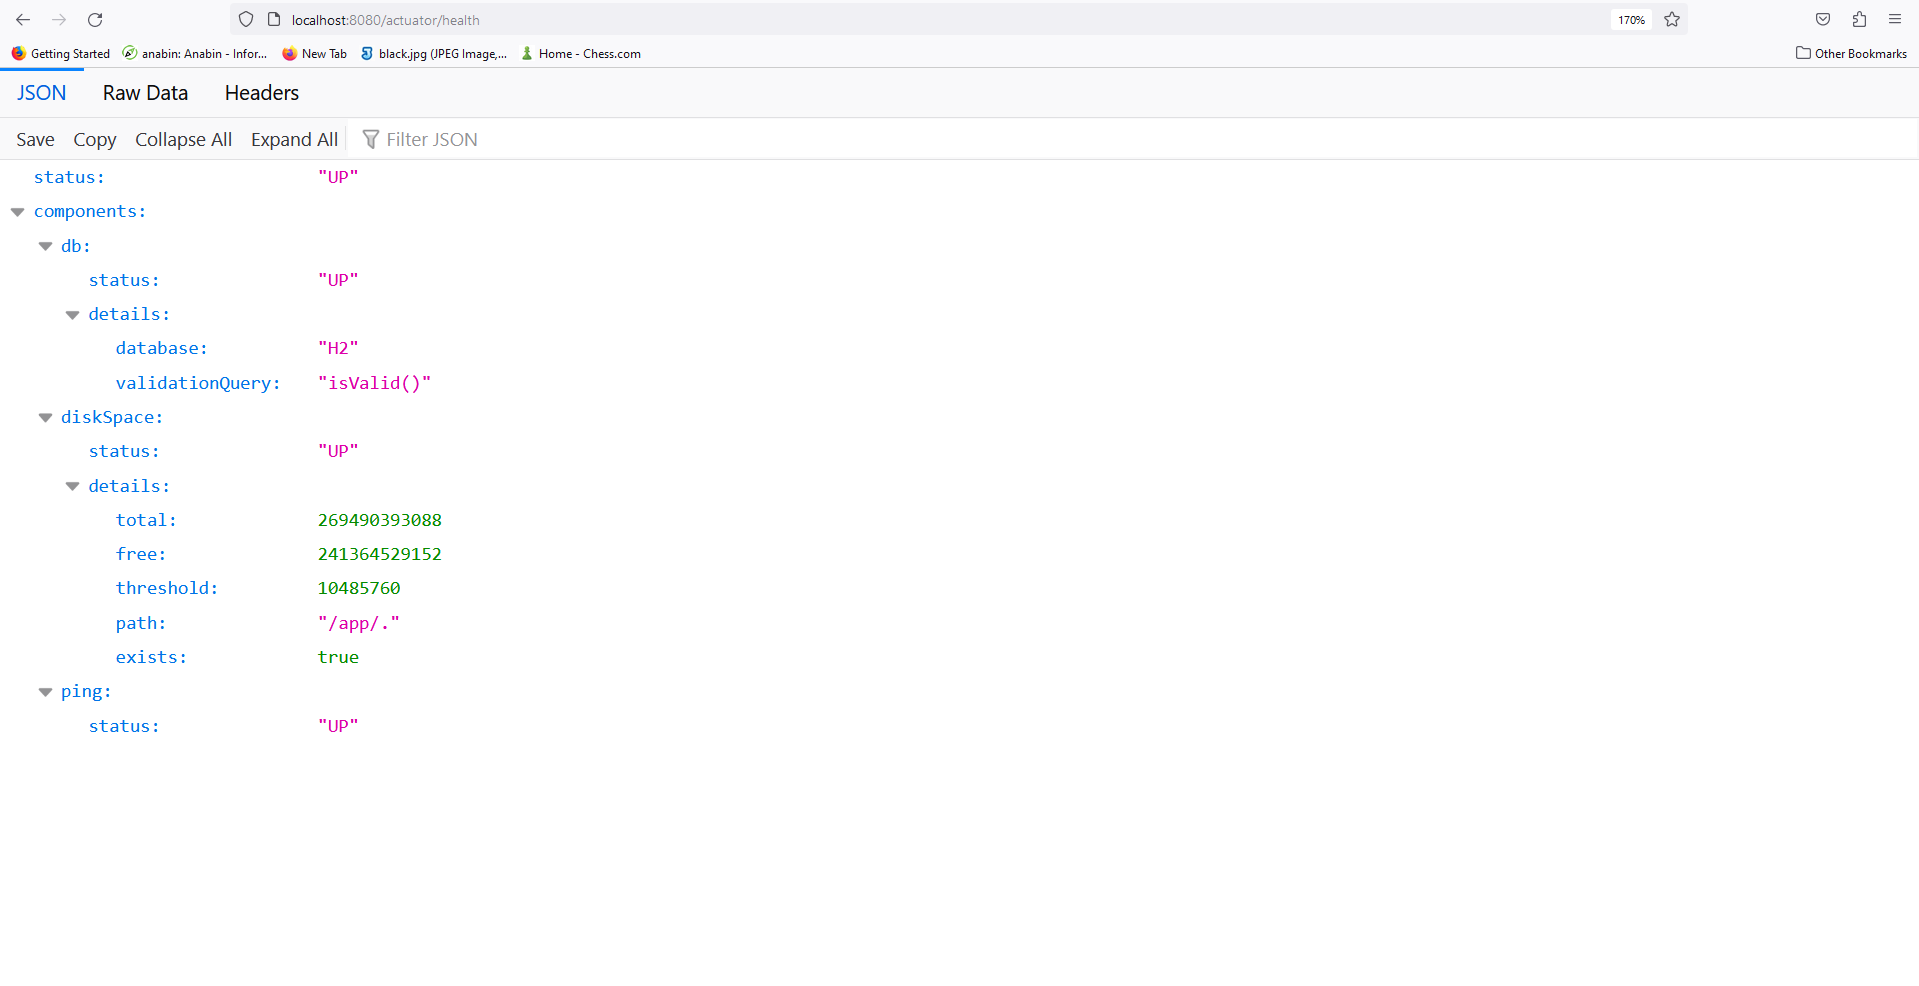 localhost:8080/actuator/health 170%
Getting Started anabin: Anabin - Infor... New Tab black.jpg (JPEG Image,... Home - Chess.com Other Bookmarks
JSON Raw Data Headers
Save Copy Collapse All Expand All Filter JSON
status: "UP"
components:
db:
status: "UP"
details:
database: "H2"
validationQuery: "isValid()"
diskSpace:
status: "UP"
details:
total: 269490393088
free: 241364529152
threshold: 10485760
path: "/app/."
exists: true
ping:
status: "UP"